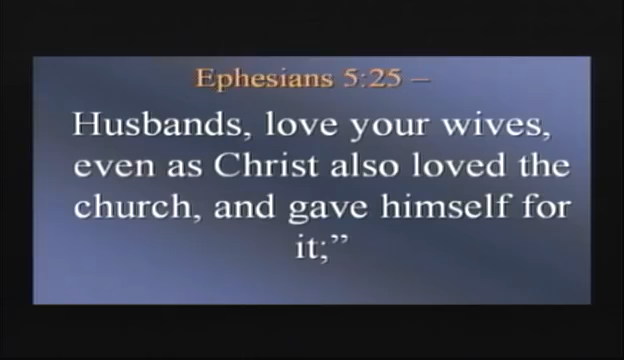 Ephesians 5:25 –
Husbands, love your wives,
even as Christ also loved the
church, and gave himself for
it;”